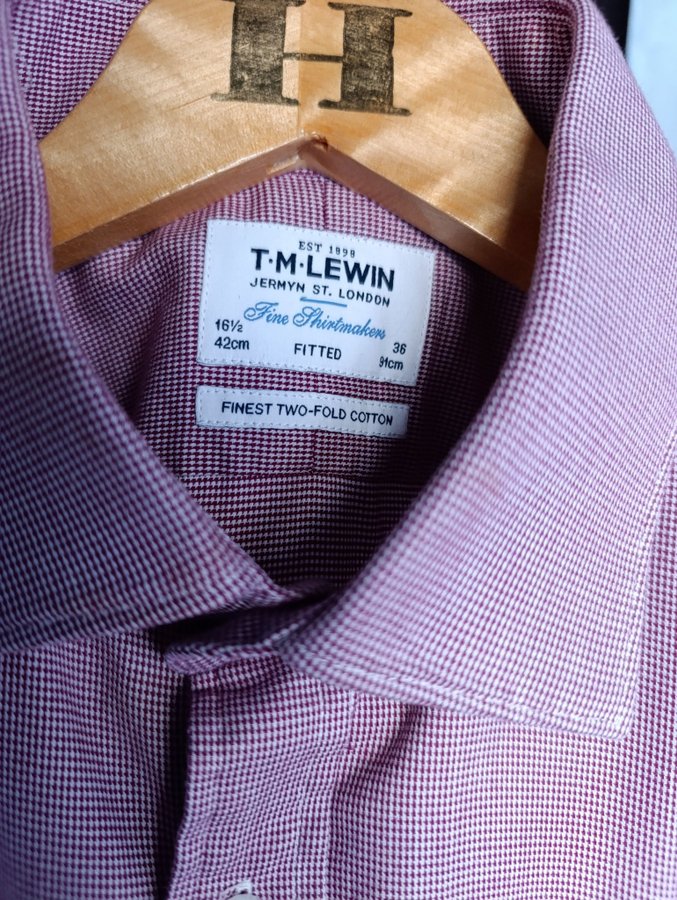 H
EST 1898
T·M·LEWIN
JERMYN ST. LONDON
Fine Shirtmakers
16½ 36
42cm FITTED 91cm
FINEST TWO-FOLD COTTON